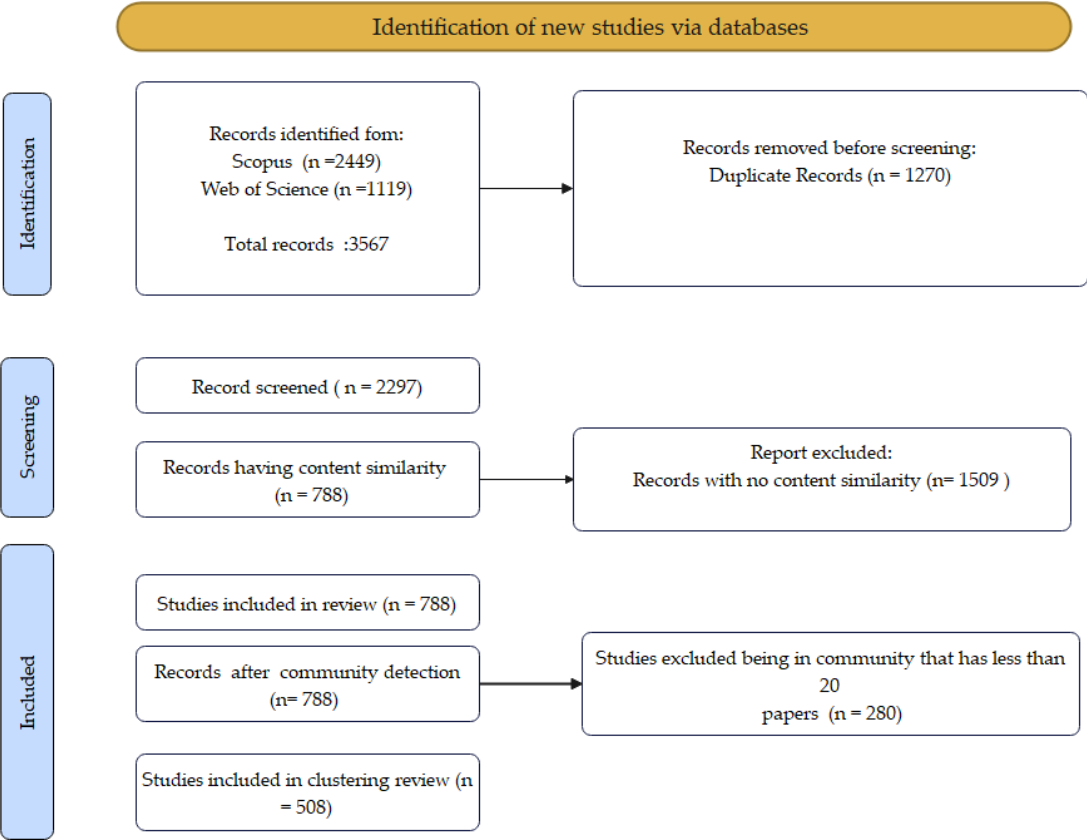 Identification of new studies via databases
Identification
Records identified fom:
Scopus (n =2449)
Web of Science (n =1119)
Total records :3567
Records removed before screening:
Duplicate Records (n = 1270)
Screening
Record screened ( n = 2297)
Records having content similarity
(n = 788)
Report excluded:
Records with no content similarity (n= 1509 )
Included
Studies included in review (n = 788)
Records after community detection
(n= 788)
Studies excluded being in community that has less than
20
papers (n = 280)
Studies included in clustering review (n
= 508)